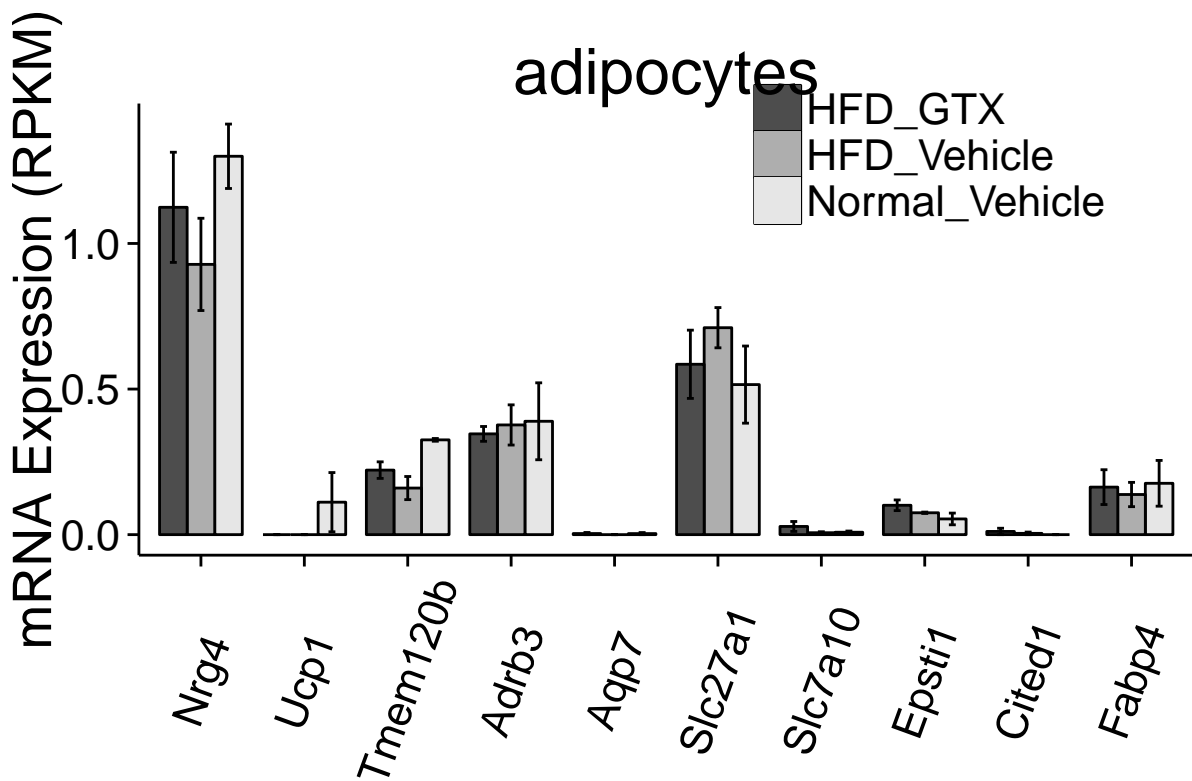 adipocytes
HFD_GTX
HFD_Vehicle
Normal_Vehicle
mRNA Expression (RPKM)
1.0
0.5
0.0
Nrg4
Ucp1
Tmem120b
Adrb3
Aqp7
Slc27a1
Slc7a10
Epsti1
Cited1
Fabp4